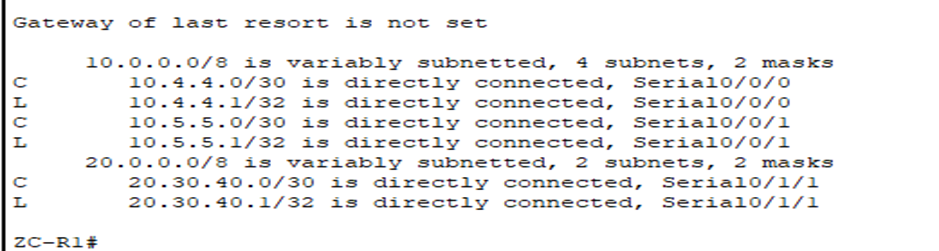 Gateway of last resort is not set
10.0.0.0/8 is variably subnetted, 4 subnets, 2 masks
C 10.4.4.0/30 is directly connected, Serial0/0/0
L 10.4.4.1/32 is directly connected, Serial0/0/0
C 10.5.5.0/30 is directly connected, Serial0/0/1
L 10.5.5.1/32 is directly connected, Serial0/0/1
20.0.0.0/8 is variably subnetted, 2 subnets, 2 masks
C 20.30.40.0/30 is directly connected, Serial0/1/1
L 20.30.40.1/32 is directly connected, Serial0/1/1
ZC-R1#